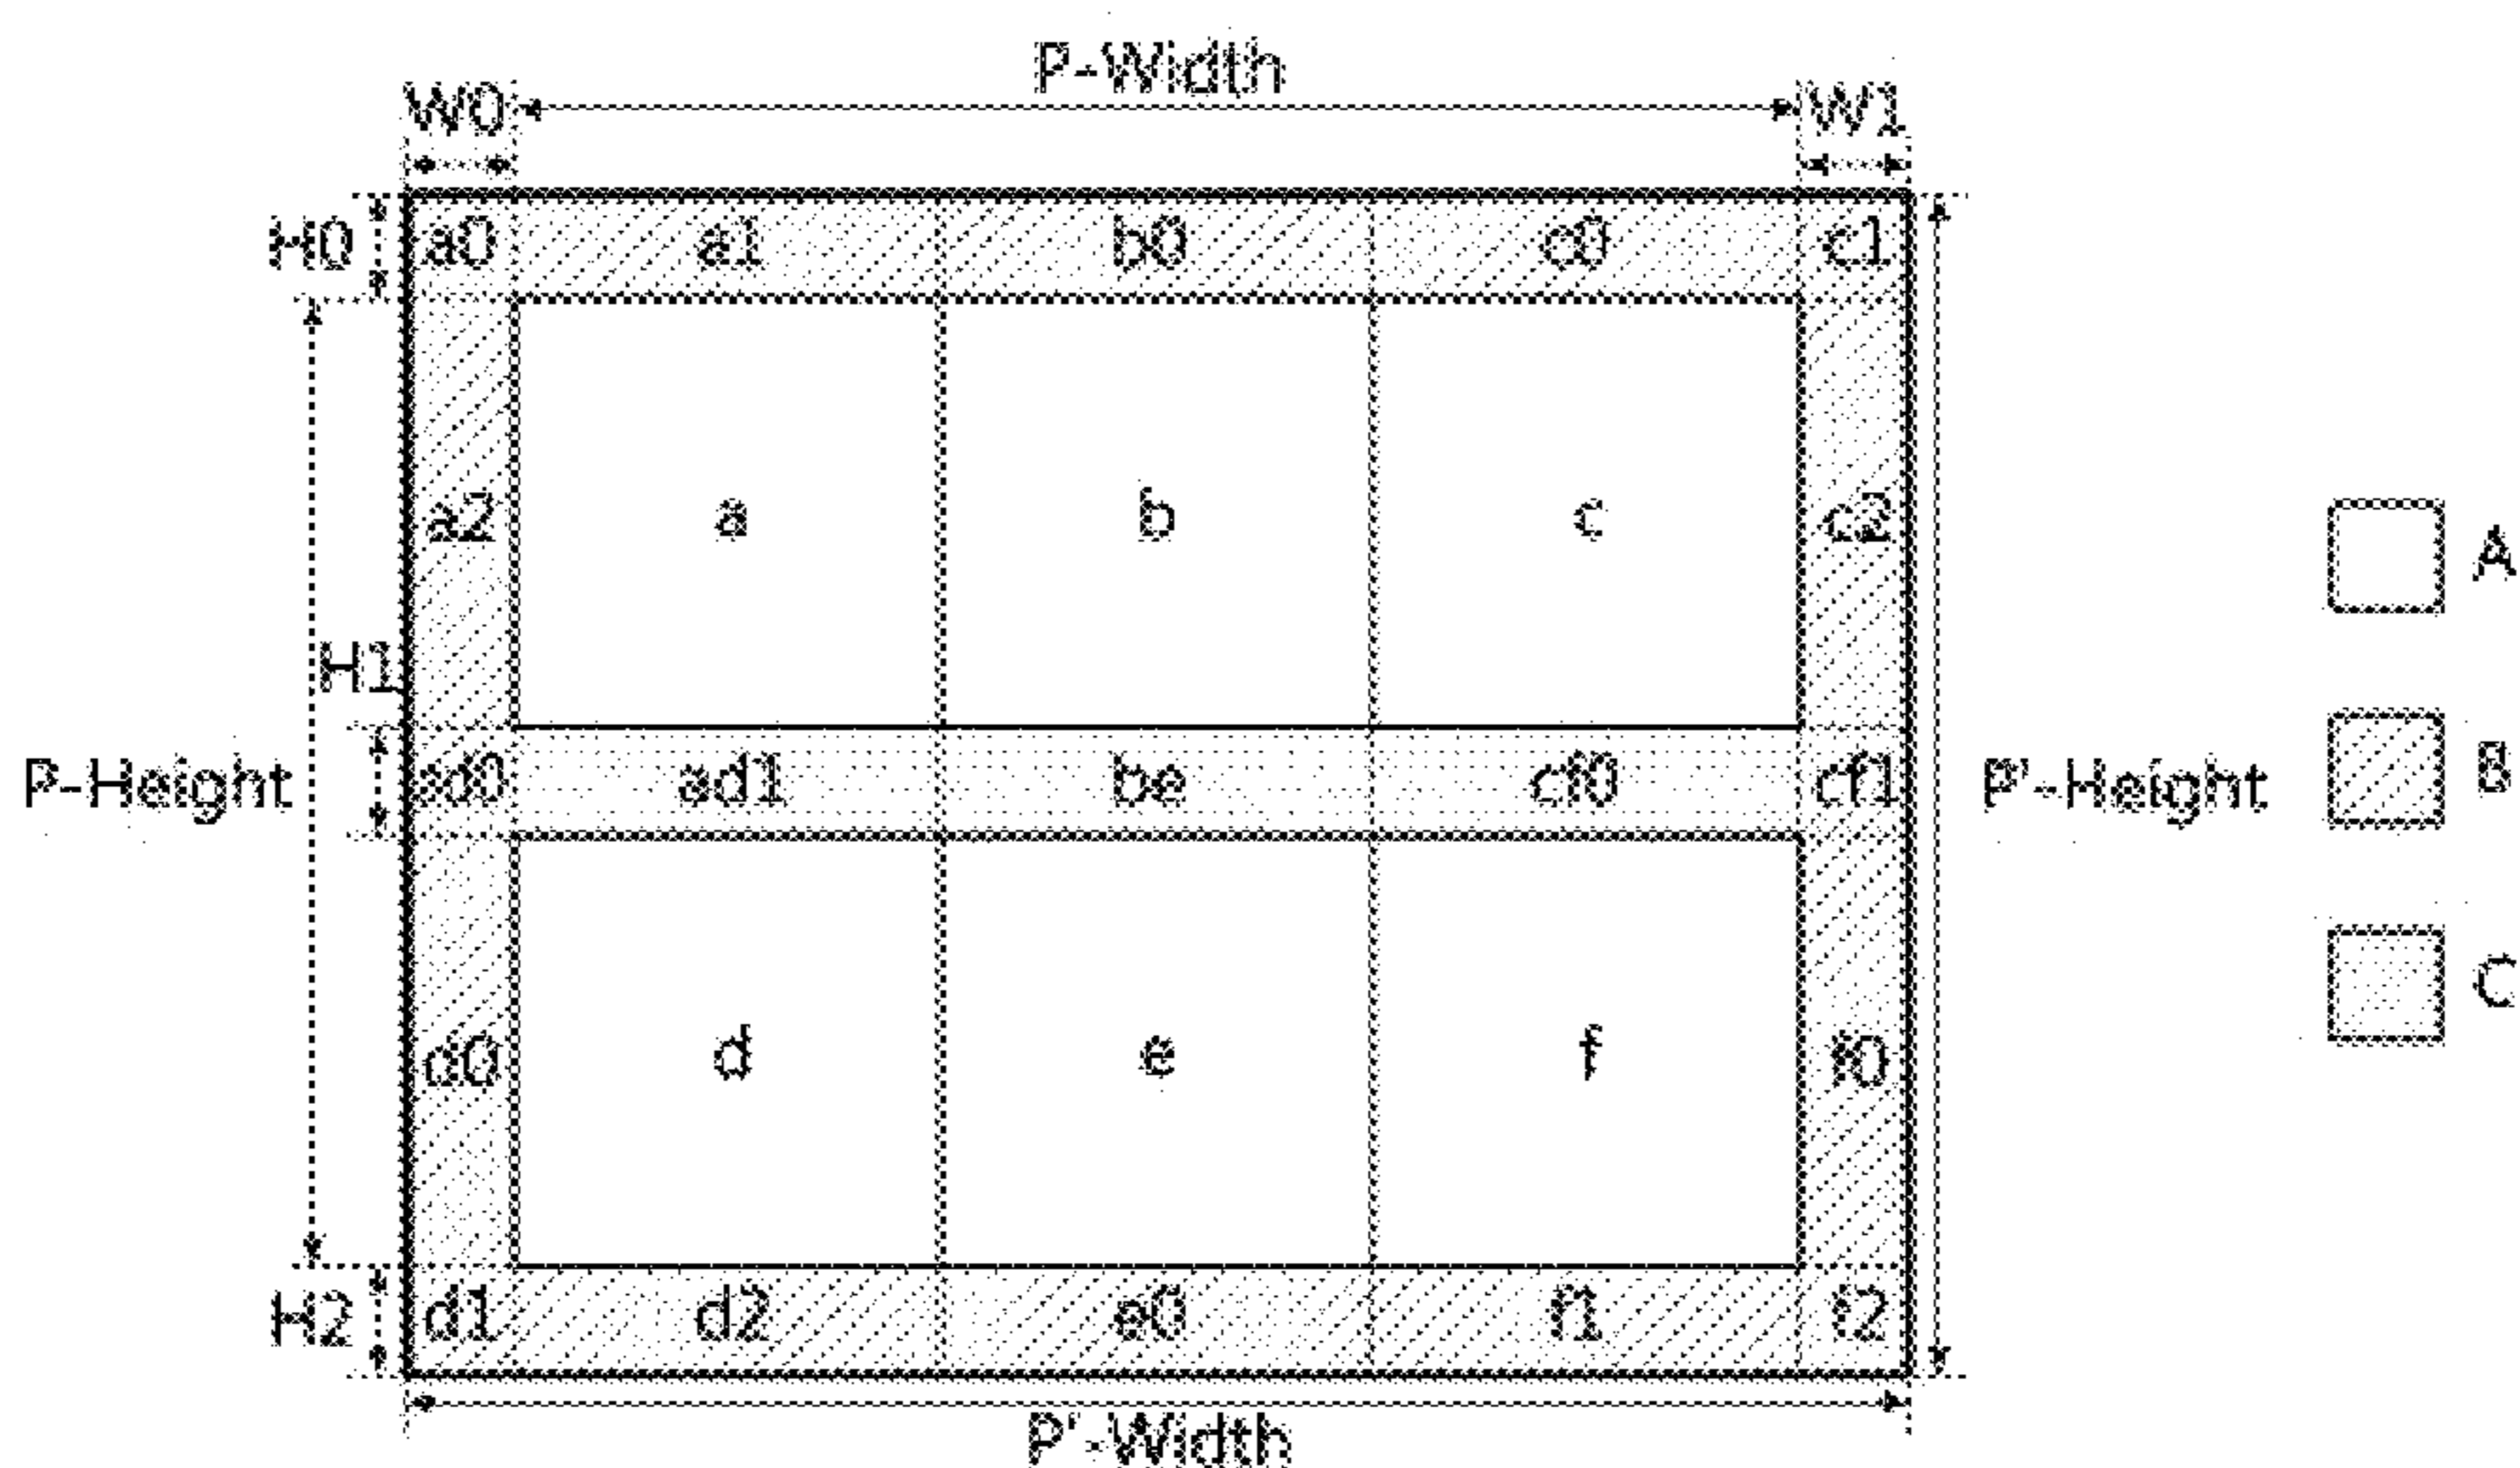 P-Width
W0 W1
H0 a0 a1 b0 c0 c1
a2 a b c c2 A
H1
P-Height ad0 ad1 be cf0 cf1 P'-Height B
C
d0 d e f f0
H2 d1 d2 e0 f1 f2
P'-Width